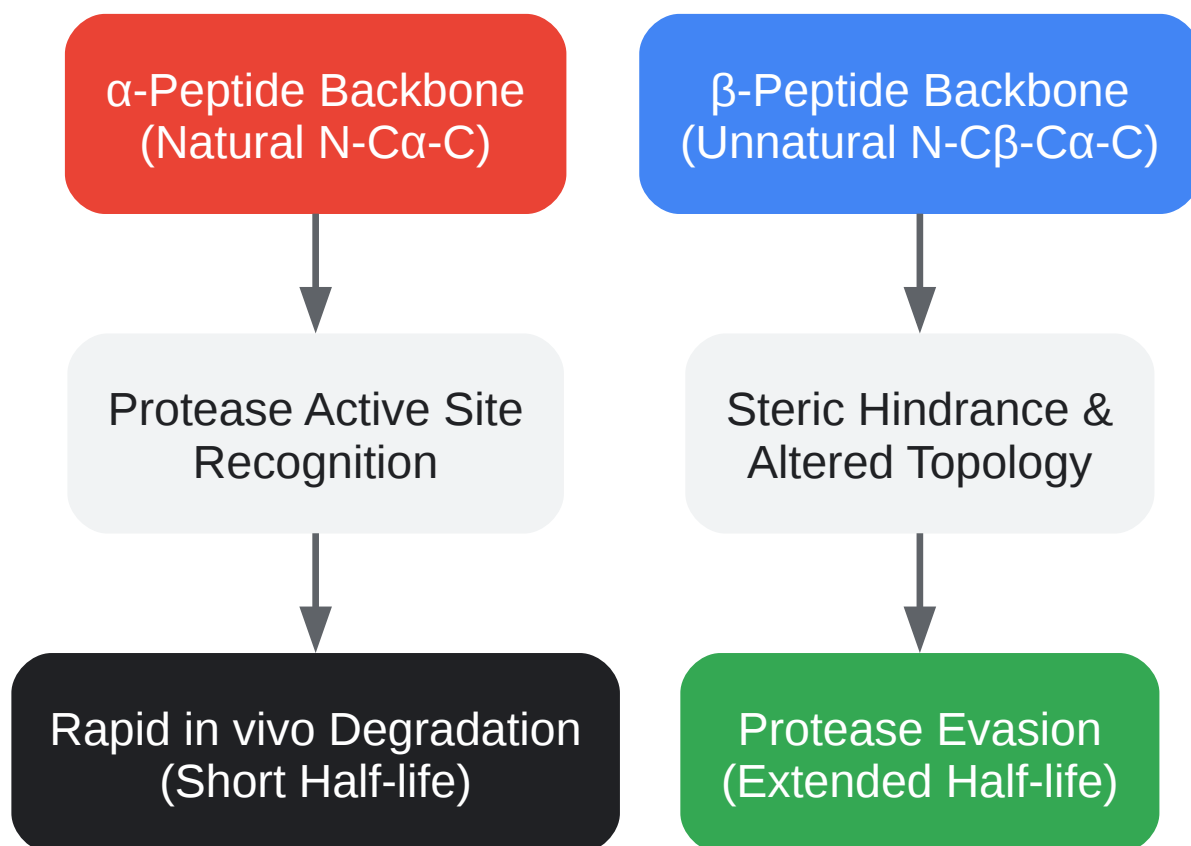 α-Peptide Backbone
(Natural N-Cα-C)
β-Peptide Backbone
(Unnatural N-Cβ-Cα-C)
Protease Active Site
Recognition
Steric Hindrance &
Altered Topology
Rapid in vivo Degradation
(Short Half-life)
Protease Evasion
(Extended Half-life)